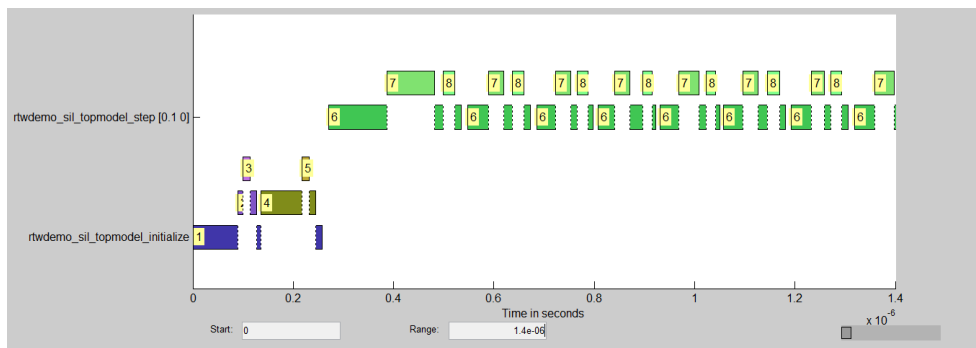 7 8 7 8 7 8 7 8 7 8 7 8 7 8 7
rtwdemo_sil_topmodel_step [0.1 0]
6 6 6 6 6 6 6 6 6
3 5
4
rtwdemo_sil_topmodel_initialize
1
0 0.2 0.4 0.6 0.8 1 1.2 1.4
Time in seconds
x 10^-6
Start: 0 Range: 1.4e-06